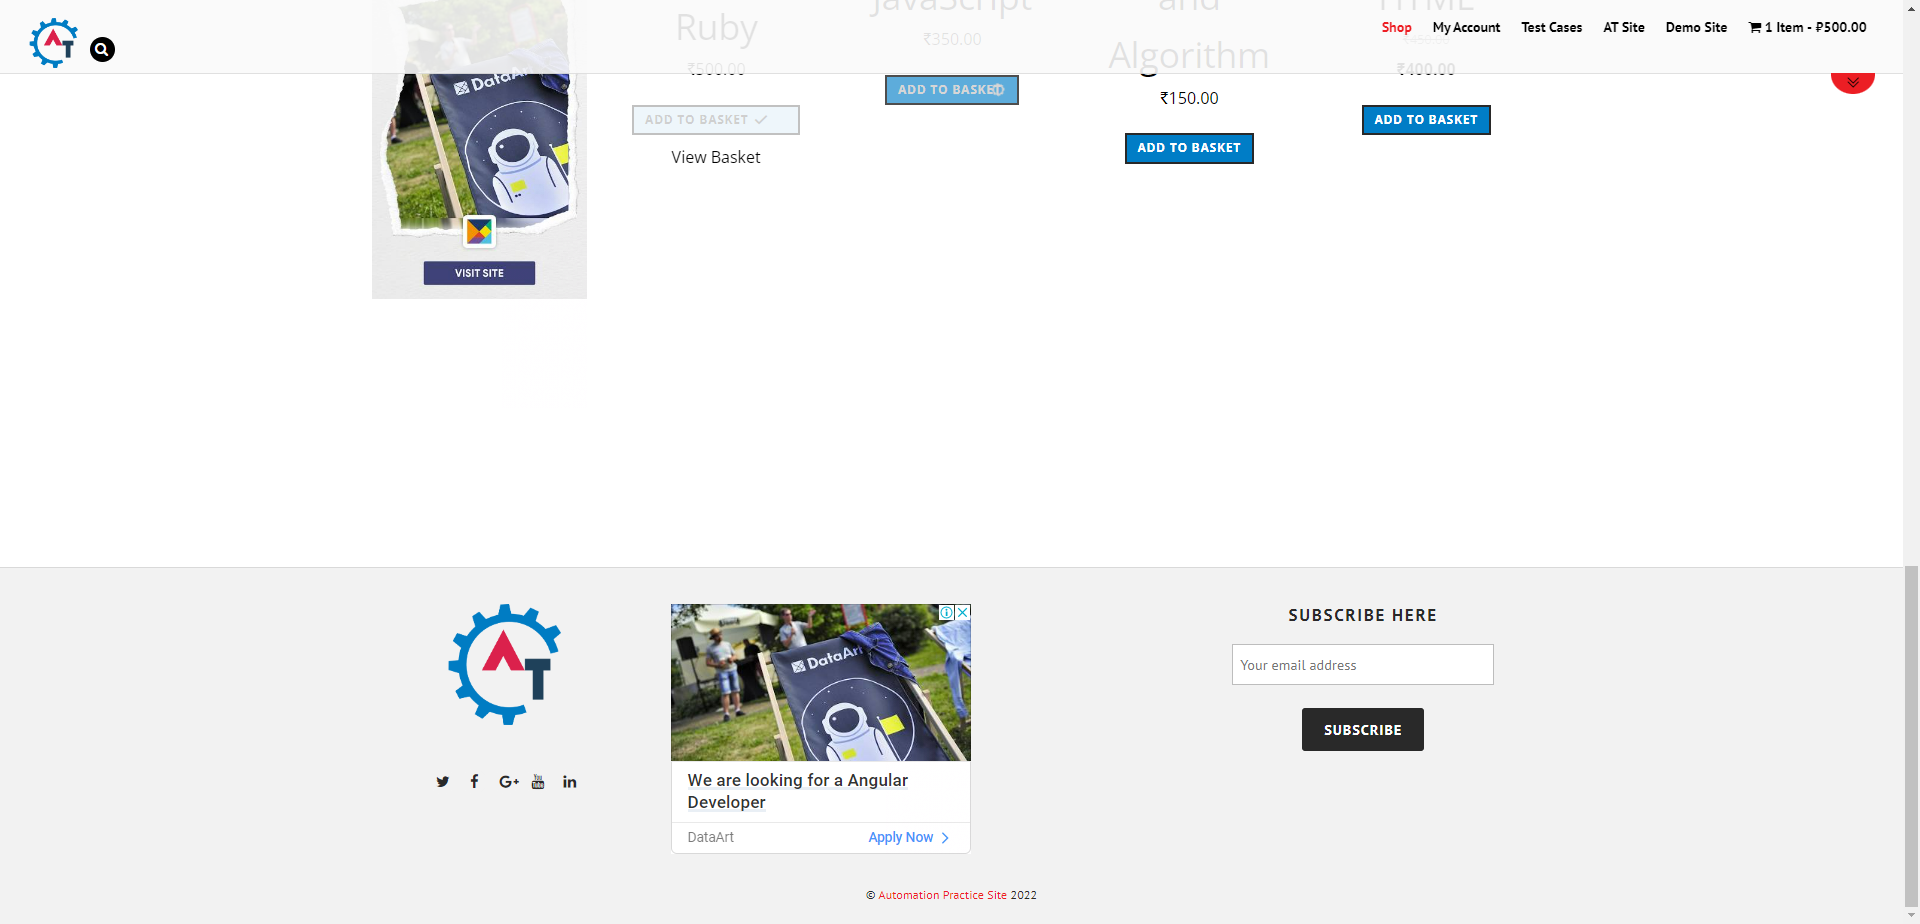 AT
Shop
My Account
Test Cases
AT Site
Demo Site
1 Item - ₽500.00
DataArt
Ruby
₹500.00
ADD TO BASKET
View Basket
JavaScript
₹350.00
ADD TO BASKET
and
Algorithm
₹150.00
ADD TO BASKET
HTML
₹450.00
₹400.00
ADD TO BASKET
VISIT SITE
AT
DataArt
We are looking for a Angular
Developer
DataArt
Apply Now
SUBSCRIBE HERE
Your email address
SUBSCRIBE
© Automation Practice Site 2022